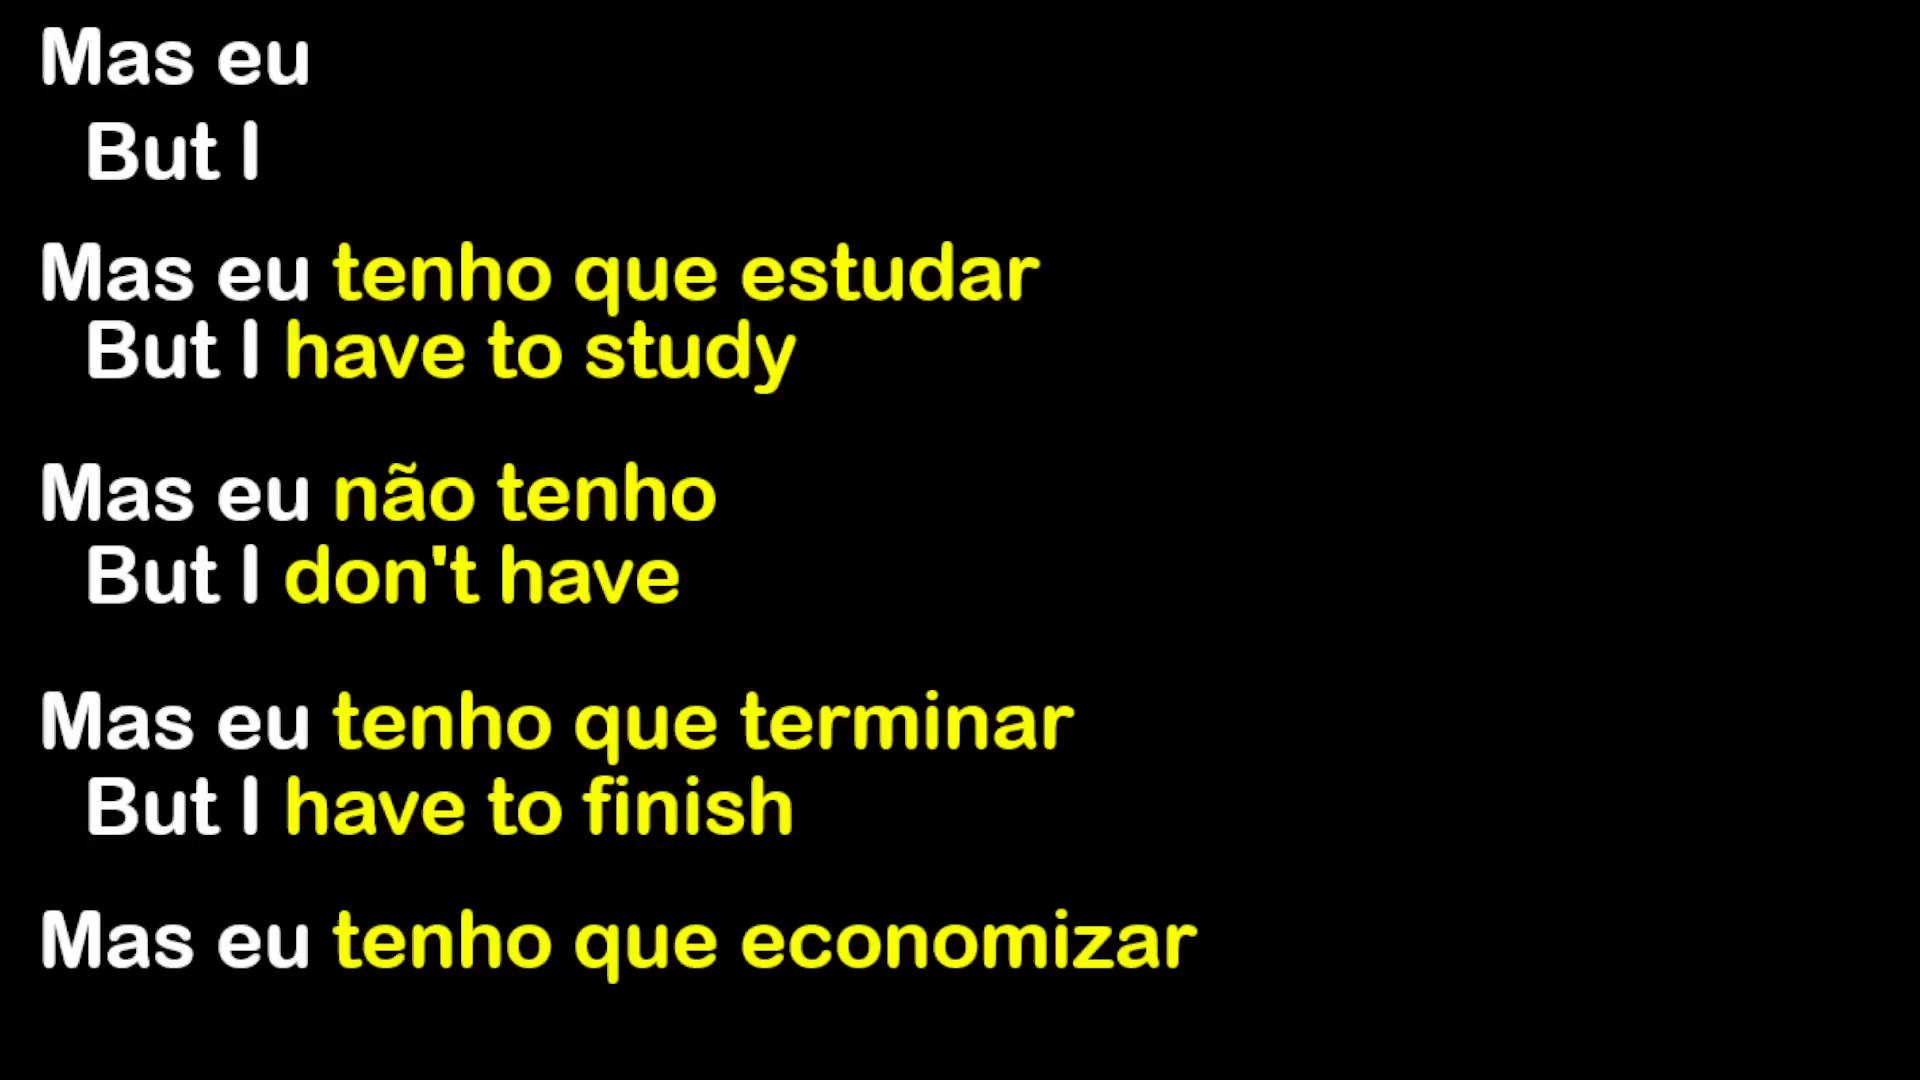 Mas eu
But I
Mas eu tenho que estudar
But I have to study
Mas eu não tenho
But I don't have
Mas eu tenho que terminar
But I have to finish
Mas eu tenho que economizar